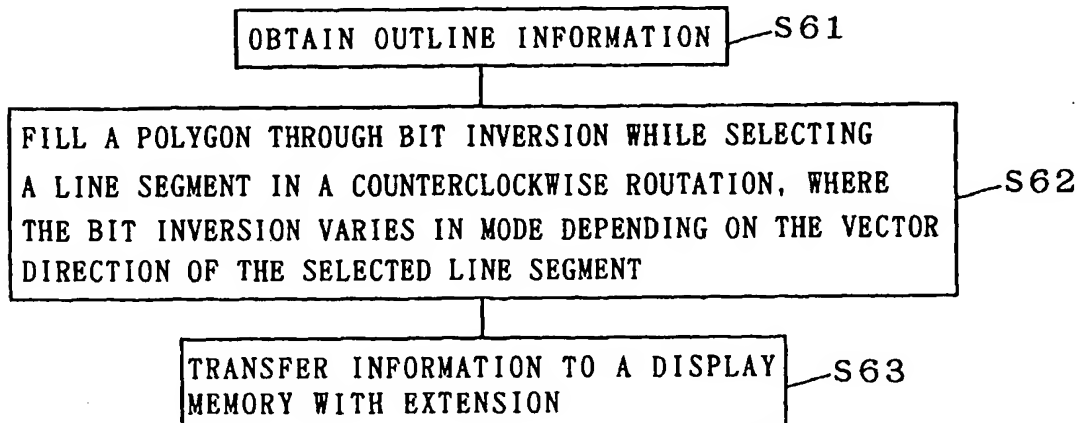 OBTAIN OUTLINE INFORMATION
S61
FILL A POLYGON THROUGH BIT INVERSION WHILE SELECTING
A LINE SEGMENT IN A COUNTERCLOCKWISE ROUTATION, WHERE
THE BIT INVERSION VARIES IN MODE DEPENDING ON THE VECTOR
DIRECTION OF THE SELECTED LINE SEGMENT
S62
TRANSFER INFORMATION TO A DISPLAY
MEMORY WITH EXTENSION
S63